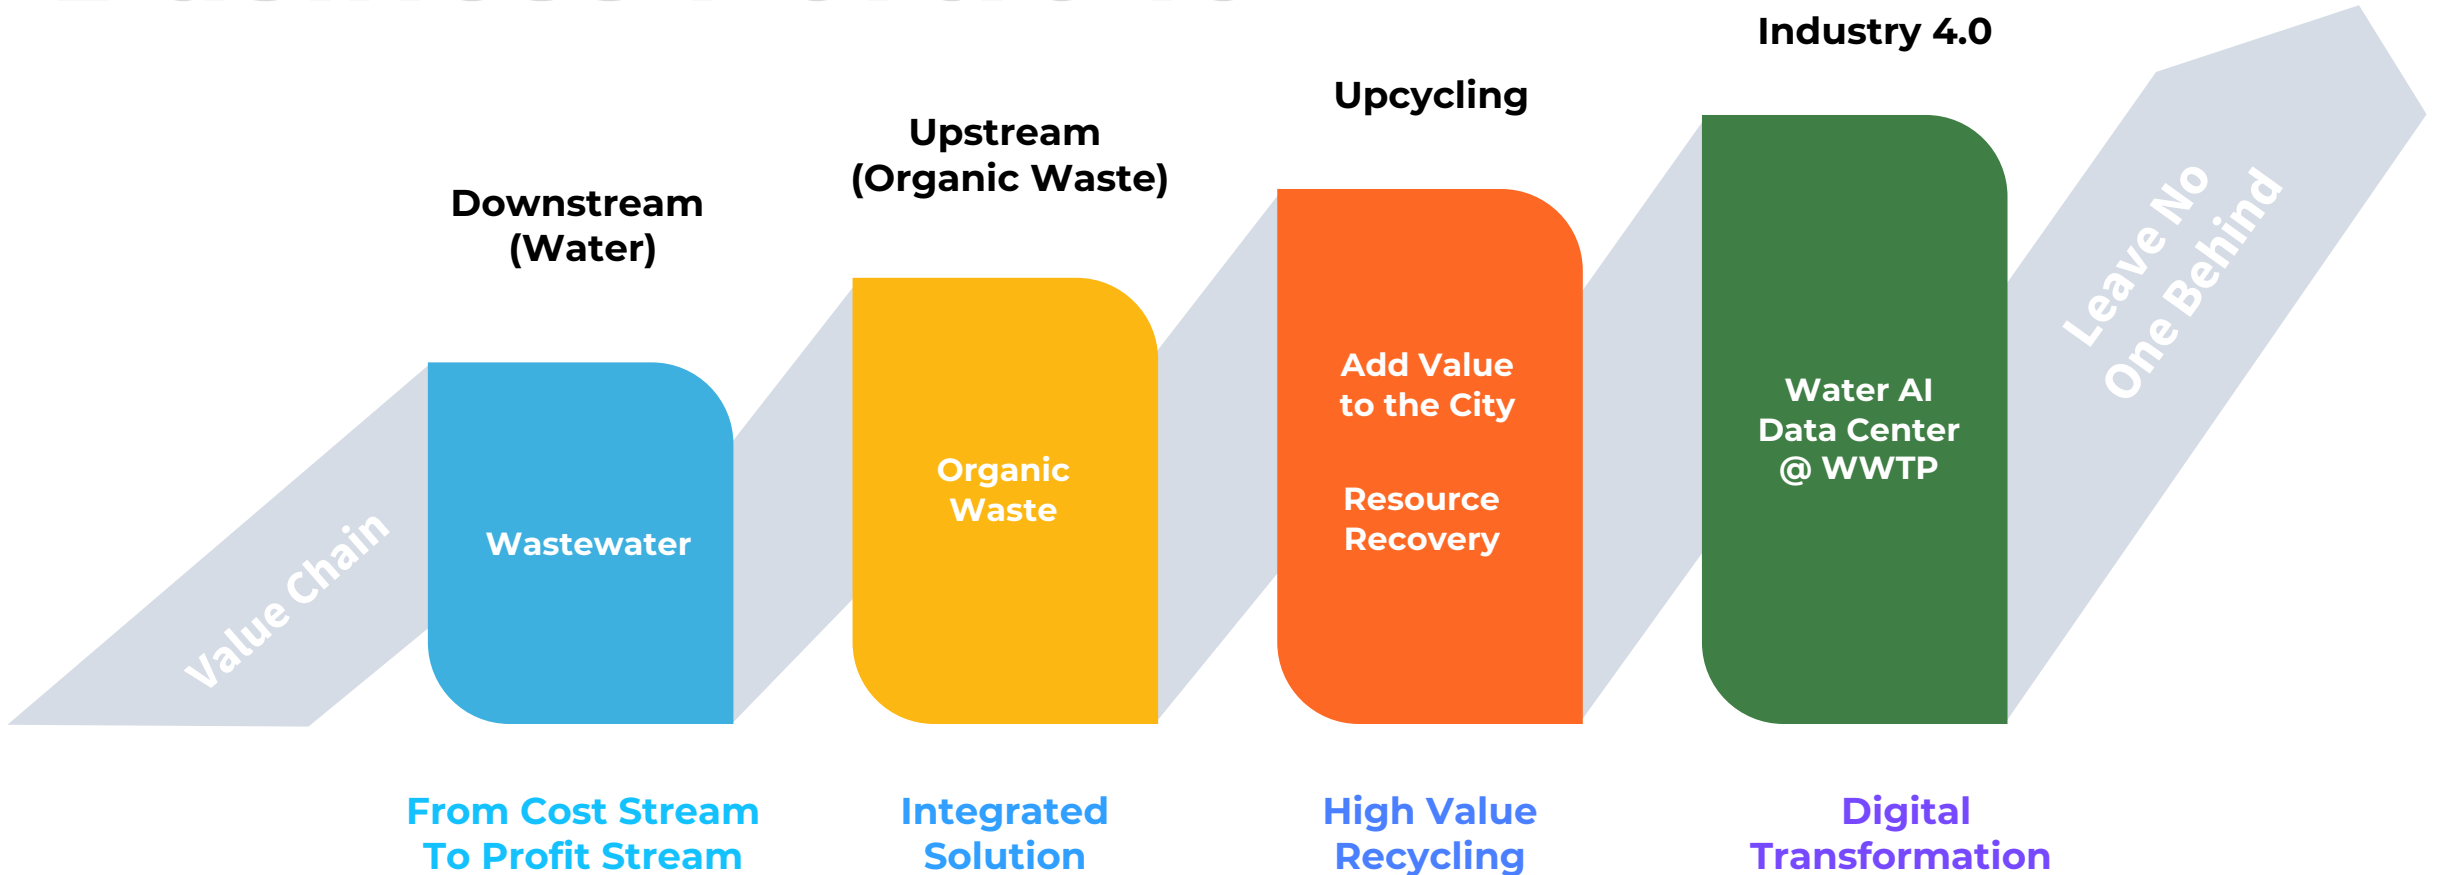 Industry 4.0
Upcycling
Upstream
(Organic Waste)
Downstream
(Water)
Value Chain
Wastewater
Organic
Waste
Add Value
to the City
Resource
Recovery
Water AI
Data Center
@ WWTP
Leave No
One Behind
From Cost Stream
To Profit Stream
Integrated
Solution
High Value
Recycling
Digital
Transformation